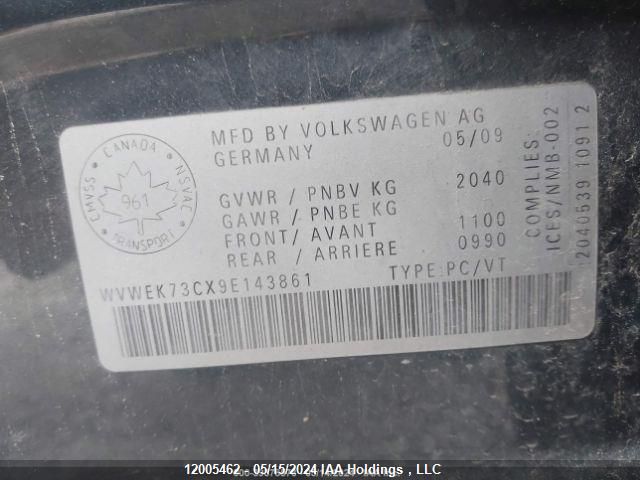 CANADA
CMVSS
NSVAC
961
TRANSPORT
MFD BY VOLKSWAGEN AG
GERMANY 05/09
GVWR / PNBV KG 2040
GAWR / PNBE KG
FRONT/ AVANT 1100
REAR / ARRIERE 0990
WVWEK73CX9E143861 TYPE:PC/VT
COMPLIES:
ICES/NMB-002
2040539 1091 2
12005462 - 05/15/2024 IAA Holdings , LLC